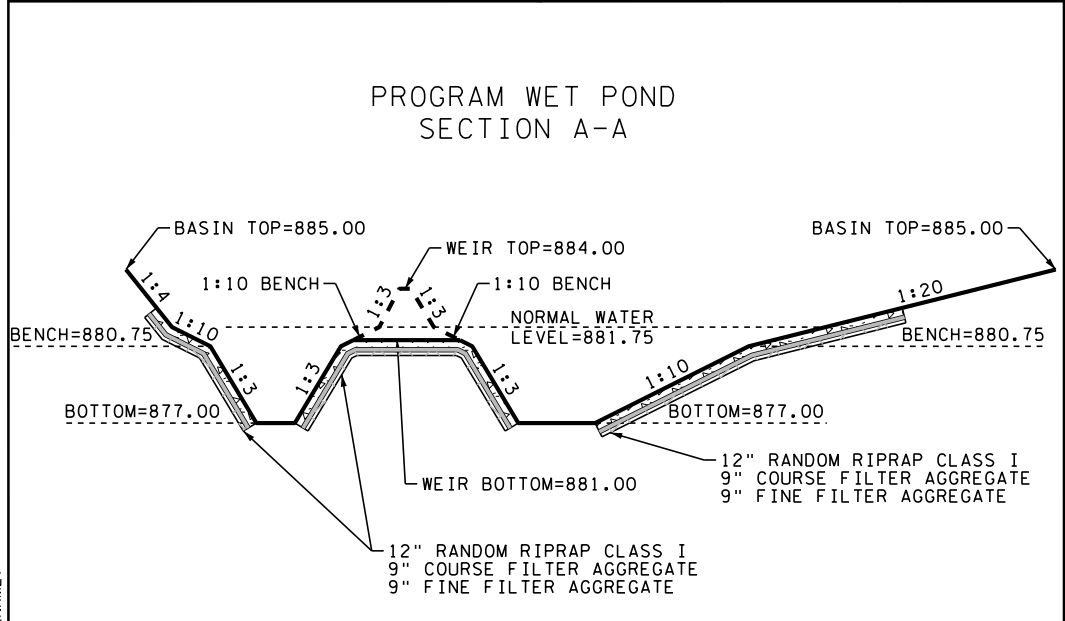 PROGRAM WET POND
SECTION A-A
BASIN TOP=885.00
BASIN TOP=885.00
WEIR TOP=884.00
1:4
1:10 BENCH
1:3
1:3
1:10 BENCH
1:20
1:10
NORMAL WATER
LEVEL=881.75
BENCH=880.75
BENCH=880.75
1:3
1:3
1:3
1:10
BOTTOM=877.00
BOTTOM=877.00
WEIR BOTTOM=881.00
12" RANDOM RIPRAP CLASS I
9" COURSE FILTER AGGREGATE
9" FINE FILTER AGGREGATE
12" RANDOM RIPRAP CLASS I
9" COURSE FILTER AGGREGATE
9" FINE FILTER AGGREGATE